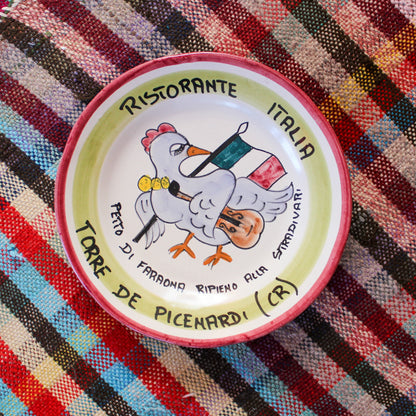 RISTORANTE ITALIA
PETTO DI FARAONA RIPIENO ALLA STRADIVARI
TORRE DE PICENARDI (CR)